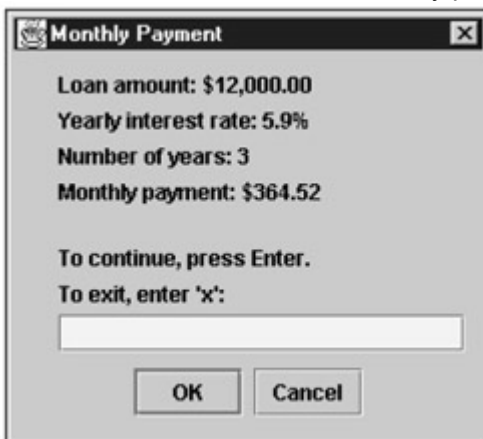 Monthly Payment
Loan amount: $12,000.00
Yearly interest rate: 5.9%
Number of years: 3
Monthly payment: $364.52
To continue, press Enter.
To exit, enter 'x':
OK Cancel